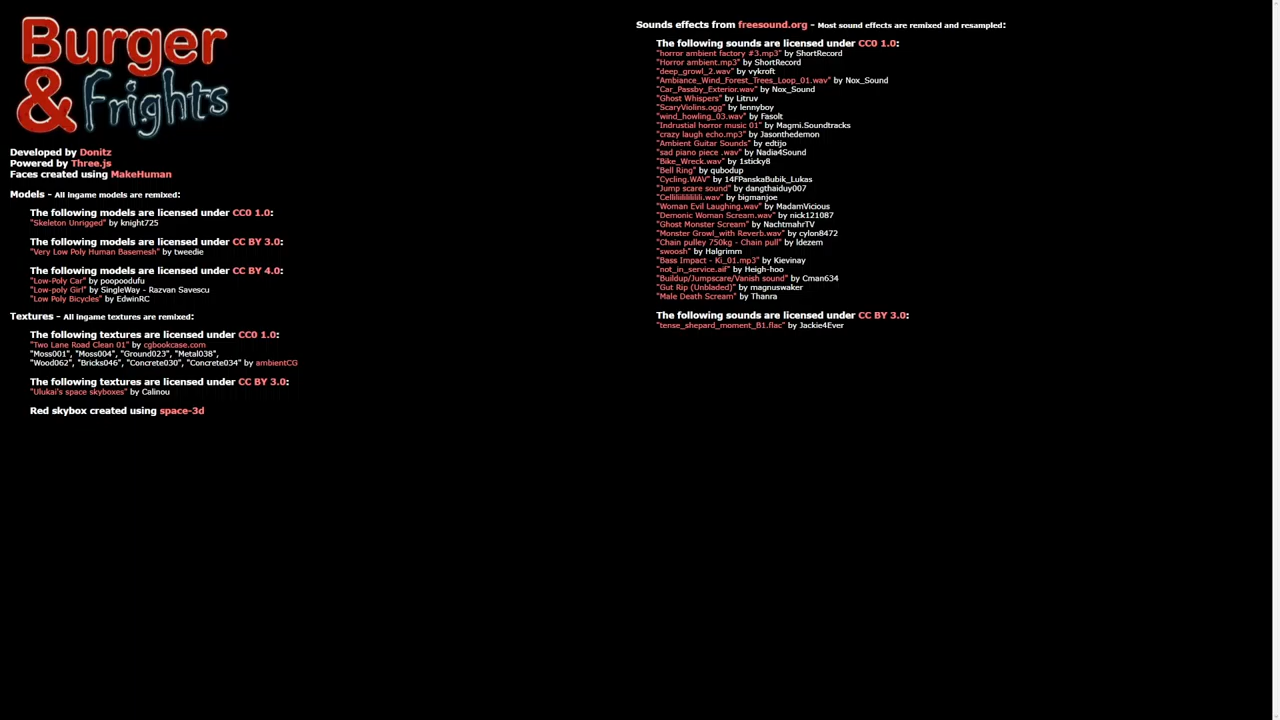 Burger
& Frights
Developed by Donitz
Powered by Three.js
Faces created using MakeHuman
Models - All ingame models are remixed:
The following models are licensed under CC0 1.0:
"Skeleton Unrigged" by knight725
The following models are licensed under CC BY 3.0:
"Very Low Poly Human Basemesh" by tweedie
The following models are licensed under CC BY 4.0:
"Low-Poly Car" by poopoodufu
"Low-poly Girl" by SingleWay - Razvan Savescu
"Low Poly Bicycles" by EdwinRC
Textures - All ingame textures are remixed:
The following textures are licensed under CC0 1.0:
"Two Lane Road Clean 01" by cgbookcase.com
"Moss001", "Moss004", "Ground023", "Metal038",
"Wood062", "Bricks046", "Concrete030", "Concrete034" by ambientCG
The following textures are licensed under CC BY 3.0:
"Ulukai's space skyboxes" by Calinou
Red skybox created using space-3d
Sounds effects from freesound.org - Most sound effects are remixed and resampled:
The following sounds are licensed under CC0 1.0:
"horror ambient factory #3.mp3" by ShortRecord
"Horror ambient.mp3" by ShortRecord
"deep_growl_2.wav" by vykroft
"Ambiance_Wind_Forest_Trees_Loop_01.wav" by Nox_Sound
"Car_Passby_Exterior.wav" by Nox_Sound
"Ghost Whispers" by Litruv
"ScaryViolins.ogg" by lennyboy
"wind_howling_03.wav" by Fasolt
"Indrustial horror music 01" by Magmi.Soundtracks
"crazy laugh echo.mp3" by Jasonthedemon
"Ambient Guitar Sounds" by edtijo
"sad piano piece .wav" by Nadia4Sound
"Bike_Wreck.wav" by 1sticky8
"Bell Ring" by qubodup
"Cycling.WAV" by 14FPanskaBubik_Lukas
"Jump scare sound" by dangthaiduy007
"Celliiiiiiiiiiii.wav" by bigmanjoe
"Woman Evil Laughing.wav" by MadamVicious
"Demonic Woman Scream.wav" by nick121087
"Ghost Monster Scream" by NachtmahrTV
"Monster Growl_with Reverb.wav" by cylon8472
"Chain pulley 750kg - Chain pull" by ldezem
"swoosh" by Halgrimm
"Bass Impact - Ki_01.mp3" by Kievinay
"not_in_service.aif" by Heigh-hoo
"Buildup/Jumpscare/Vanish sound" by Cman634
"Gut Rip (Unbladed)" by magnuswaker
"Male Death Scream" by Thanra
The following sounds are licensed under CC BY 3.0:
"tense_shepard_moment_B1.flac" by Jackie4Ever